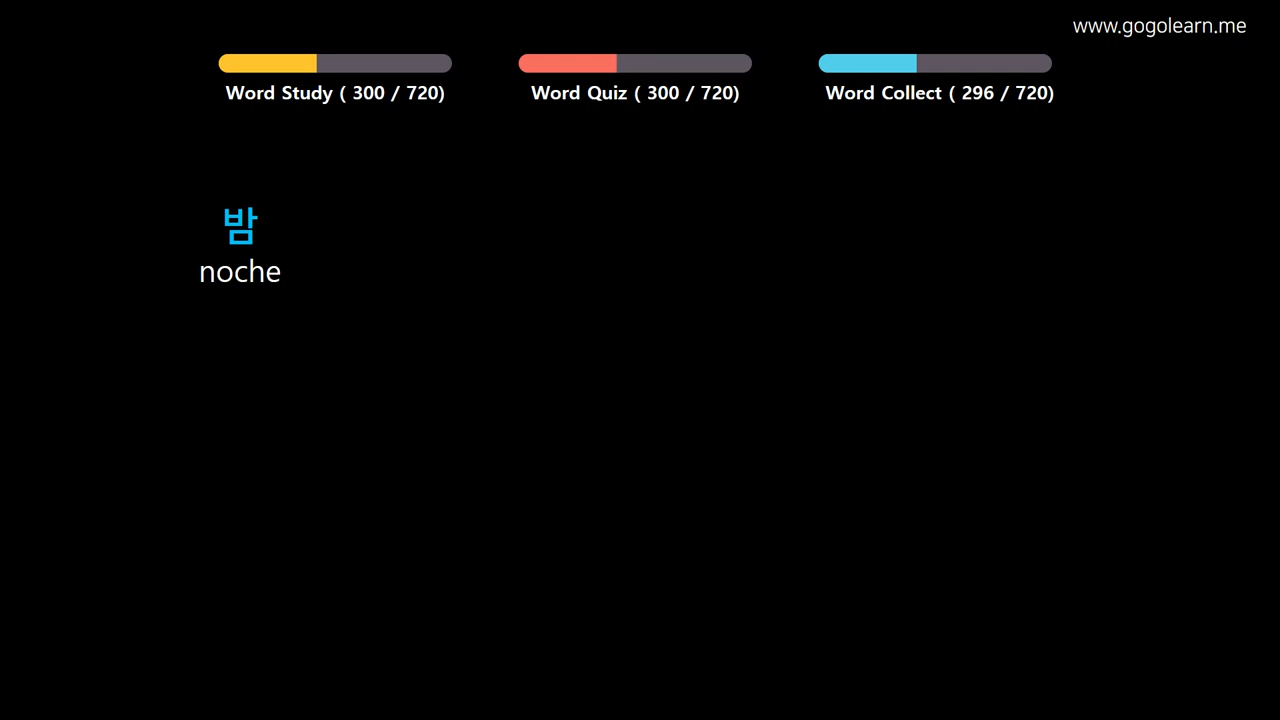 www.gogolearn.me
Word Study ( 300 / 720) Word Quiz ( 300 / 720) Word Collect ( 296 / 720)
밤
noche